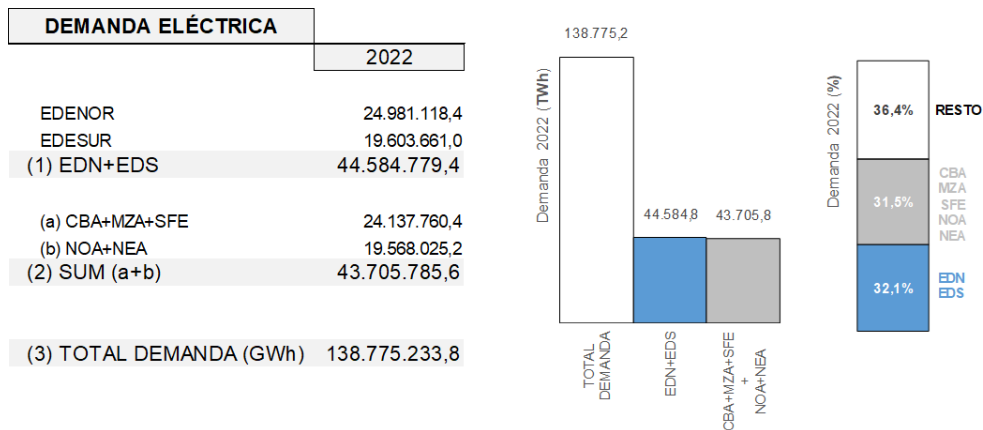 DEMANDA ELÉCTRICA
2022
EDENOR 24.981.118,4
EDESUR 19.603.661,0
(1) EDN+EDS 44.584.779,4
(a) CBA+MZA+SFE 24.137.760,4
(b) NOA+NEA 19.568.025,2
(2) SUM (a+b) 43.705.785,6
(3) TOTAL DEMANDA (GWh) 138.775.233,8
Demanda 2022 (TWh)
138.775,2
44.584,8
43.705,8
TOTAL
DEMANDA
EDN+EDS
CBA+MZA+SFE
+
NOA+NEA
Demanda 2022 (%)
36,4%
RESTO
31,5%
CBA
MZA
SFE
NOA
NEA
32,1%
EDN
EDS